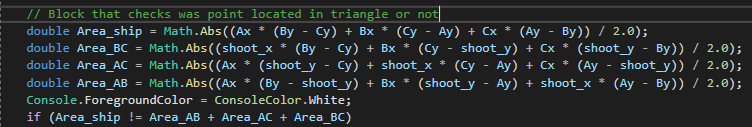 // Block that checks was point located in triangle or not
double Area_ship = Math.Abs((Ax * (By - Cy) + Bx * (Cy - Ay) + Cx * (Ay - By)) / 2.0);
double Area_BC = Math.Abs((shoot_x * (By - Cy) + Bx * (Cy - shoot_y) + Cx * (shoot_y - By)) / 2.0);
double Area_AC = Math.Abs((Ax * (shoot_y - Cy) + shoot_x * (Cy - Ay) + Cx * (Ay - shoot_y)) / 2.0);
double Area_AB = Math.Abs((Ax * (By - shoot_y) + Bx * (shoot_y - Ay) + shoot_x * (Ay - By)) / 2.0);
Console.ForegroundColor = ConsoleColor.White;
if (Area_ship != Area_AB + Area_AC + Area_BC)